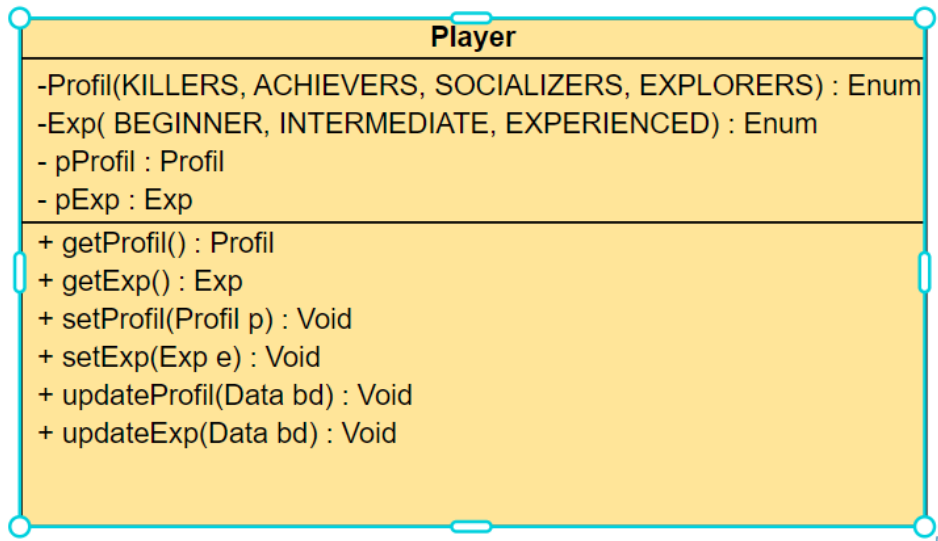 Player
-Profil(KILLERS, ACHIEVERS, SOCIALIZERS, EXPLORERS) : Enum
-Exp( BEGINNER, INTERMEDIATE, EXPERIENCED) : Enum
- pProfil : Profil
- pExp : Exp
+ getProfil() : Profil
+ getExp() : Exp
+ setProfil(Profil p) : Void
+ setExp(Exp e) : Void
+ updateProfil(Data bd) : Void
+ updateExp(Data bd) : Void